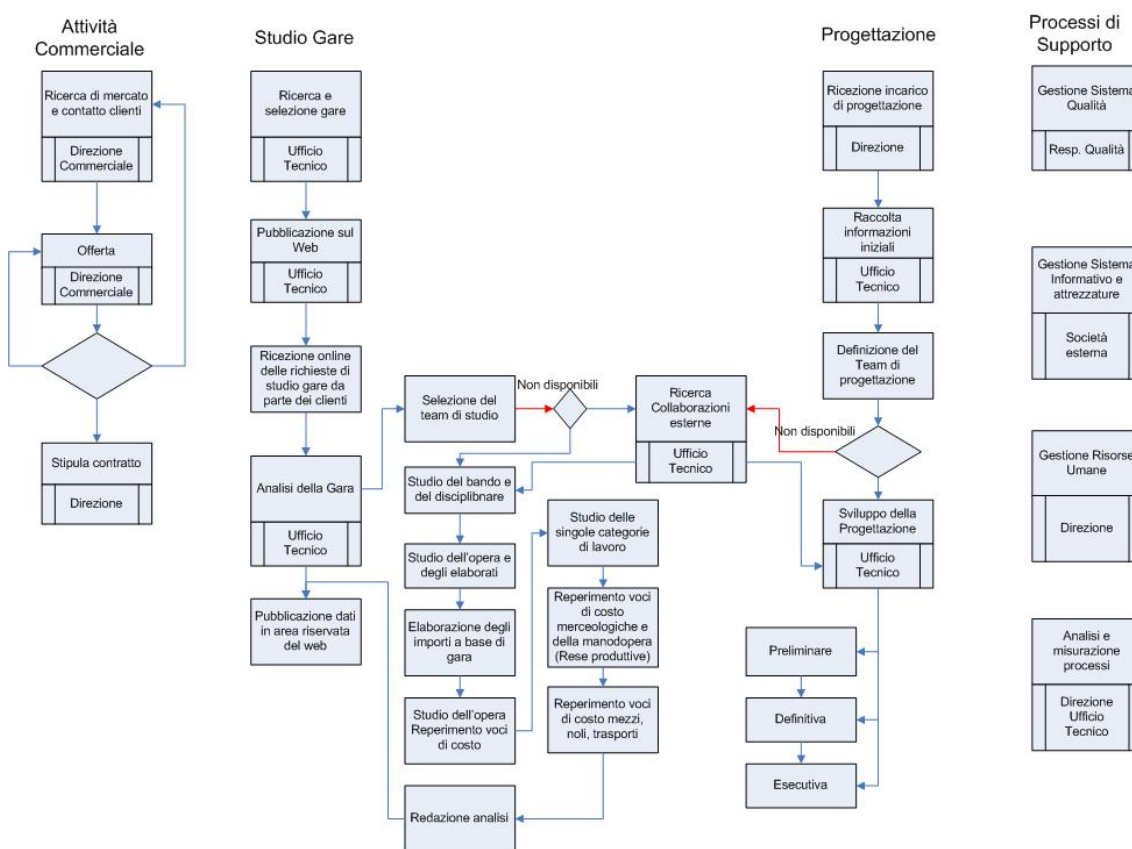 Attività
Commerciale
Ricerca di mercato
e contatto clienti
Direzione
Commerciale
Offerta
Direzione
Commerciale
Stipula contratto
Direzione
Studio Gare
Ricerca e
selezione gare
Ufficio
Tecnico
Pubblicazione sul
Web
Ufficio
Tecnico
Ricezione online
delle richieste di
studio gare da
parte dei clienti
Analisi della Gara
Ufficio
Tecnico
Pubblicazione dati
in area riservata
del web
Selezione del
team di studio
Non disponibili
Studio del bando e
del disciplbnare
Studio dell'opera e
degli elaborati
Elaborazione degli
importi a base di
gara
Studio dell'opera
Reperimento voci
di costo
Redazione analisi
Studio delle
singole categorie
di lavoro
Reperimento voci
di costo
merceologiche e
della manodopera
(Rese produttive)
Reperimento voci
di costo mezzi,
noli, trasporti
Ricerca
Collaborazioni
esterne
Ufficio
Tecnico
Progettazione
Ricezione incarico
di progettazione
Direzione
Raccolta
informazioni
iniziali
Ufficio
Tecnico
Definizione del
Team di
progettazione
Non disponibili
Sviluppo della
Progettazione
Ufficio
Tecnico
Preliminare
Definitiva
Esecutiva
Processi di
Supporto
Gestione Sistema
Qualità
Resp. Qualità
Gestione Sistema
Informativo e
attrezzature
Società
esterna
Gestione Risorse
Umane
Direzione
Analisi e
misurazione
processi
Direzione
Ufficio
Tecnico